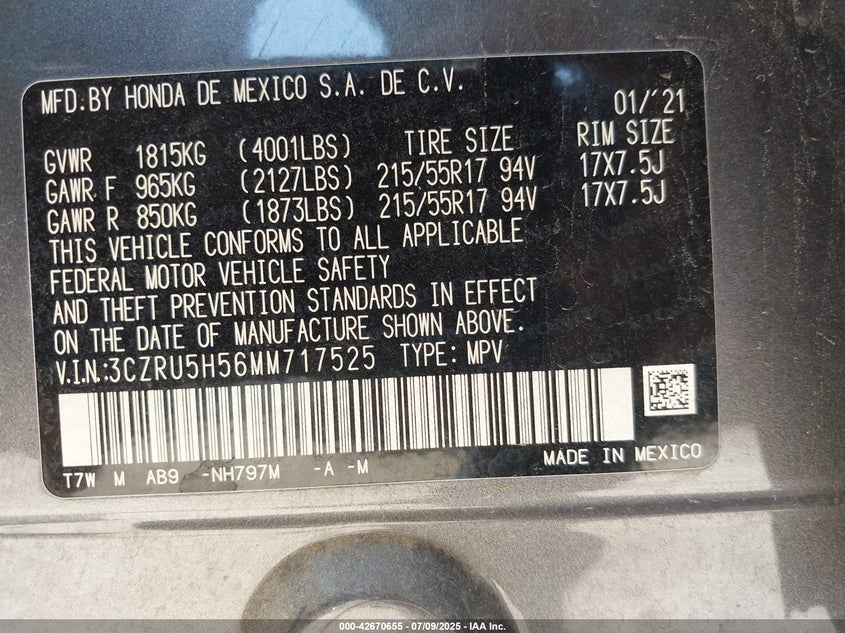 MFD.BY HONDA DE MEXICO S.A. DE C.V.
01/'21
GVWR 1815KG (4001LBS) TIRE SIZE RIM SIZE
GAWR F 965KG (2127LBS) 215/55R17 94V 17X7.5J
GAWR R 850KG (1873LBS) 215/55R17 94V 17X7.5J
THIS VEHICLE CONFORMS TO ALL APPLICABLE
FEDERAL MOTOR VEHICLE SAFETY
AND THEFT PREVENTION STANDARDS IN EFFECT
ON THE DATE OF MANUFACTURE SHOWN ABOVE.
V.I.N.:3CZRU5H56MM717525 TYPE: MPV
T7W M AB9 -NH797M -A -M
MADE IN MEXICO
000-42670655 - 07/09/2025 - IAA Inc.